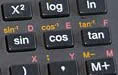 x² log ln
sin⁻¹ D cos⁻¹ E tan⁻¹ F
sin cos tan
X ; Y M− M
M+